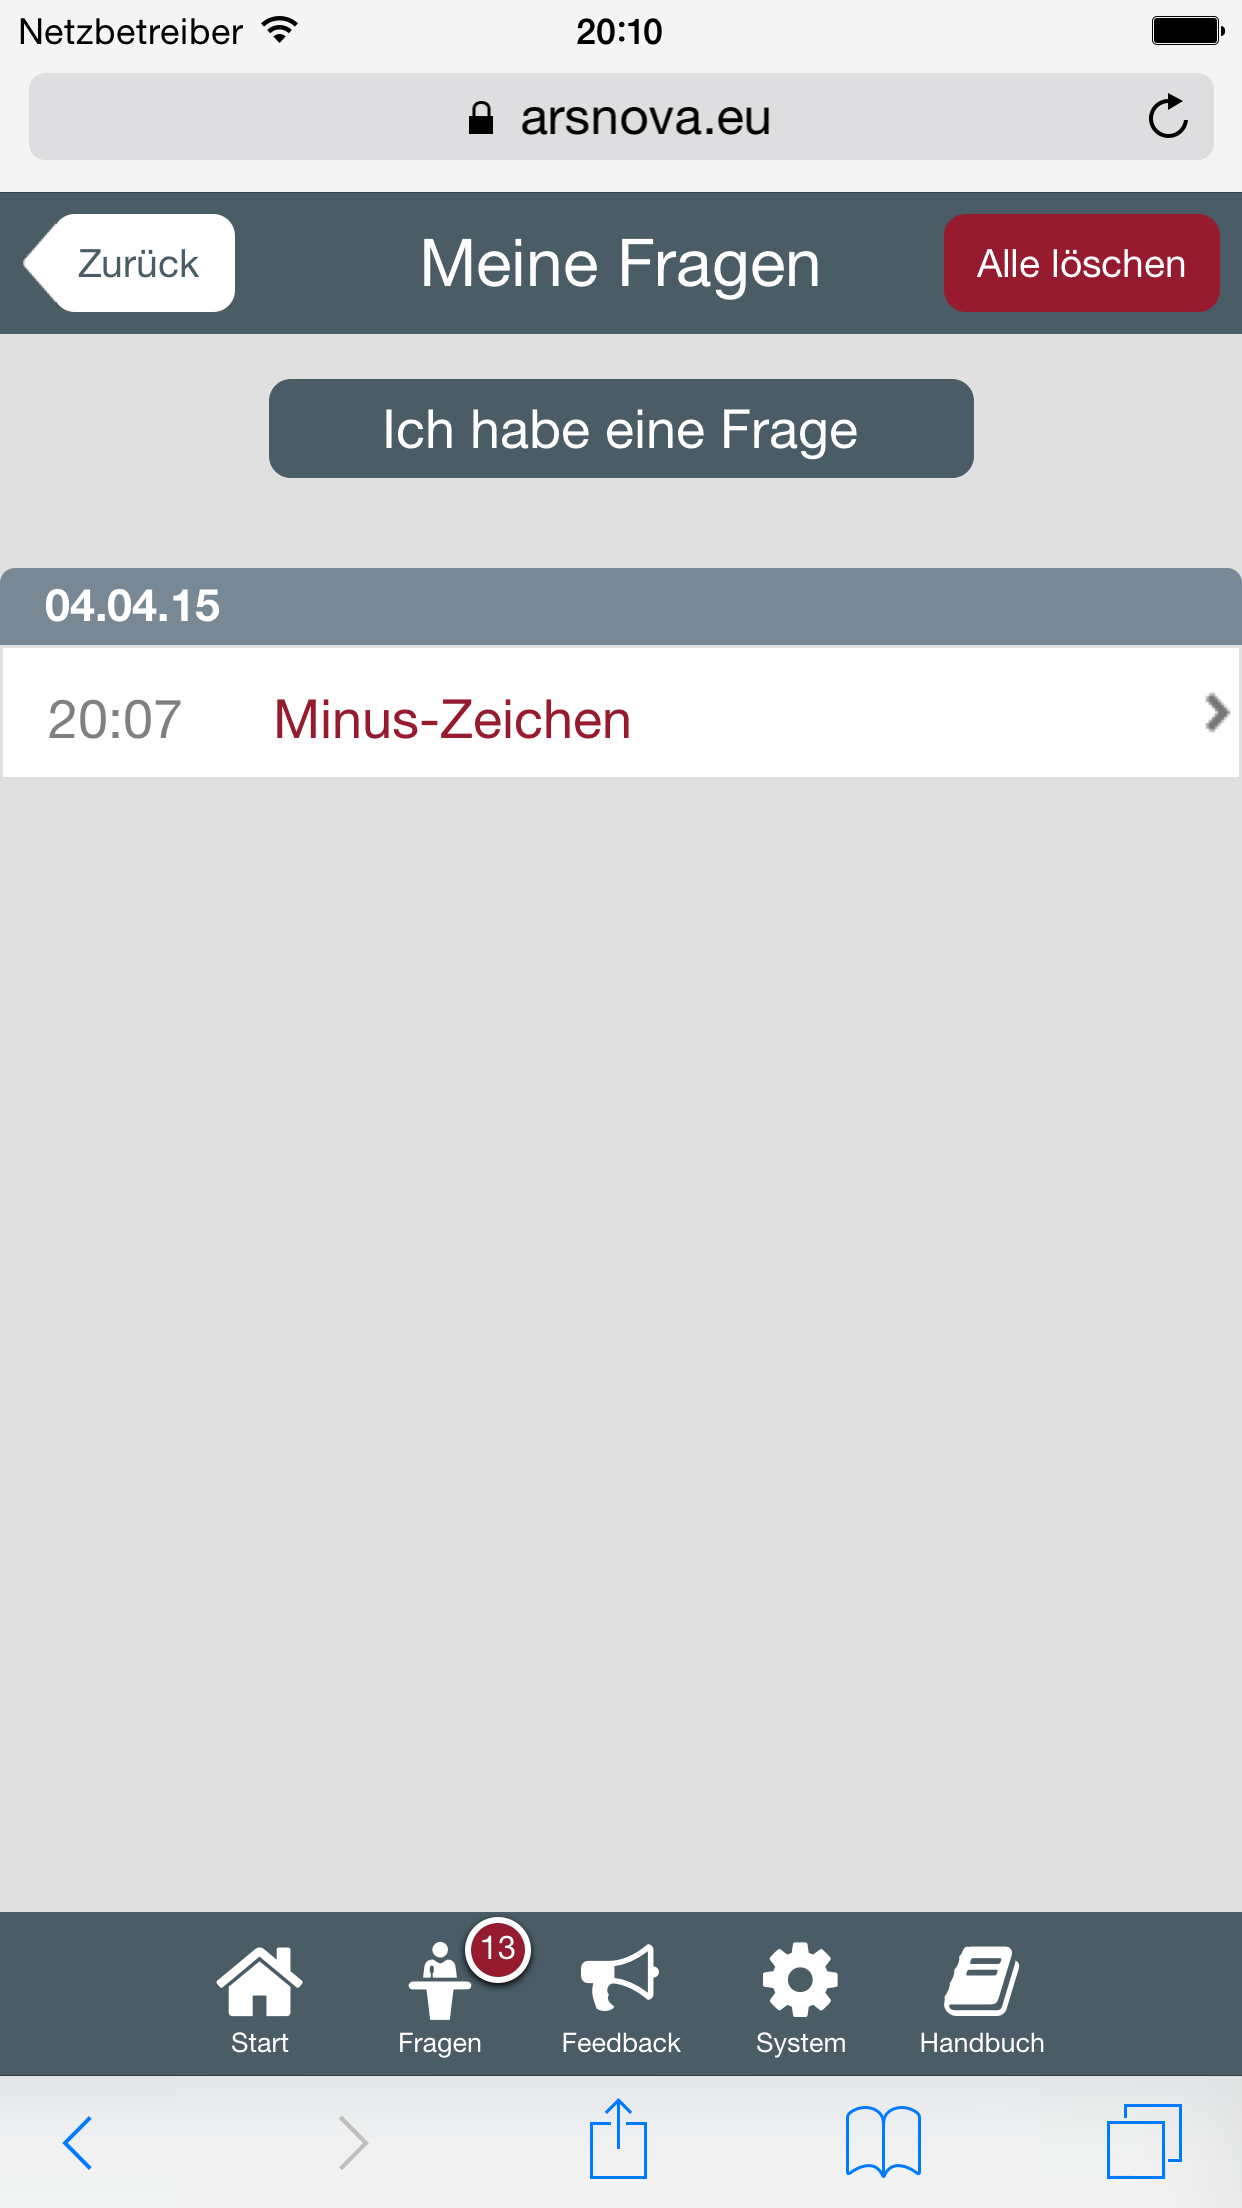 Netzbetreiber 20:10
arsnova.eu
Zurück Meine Fragen Alle löschen
Ich habe eine Frage
04.04.15
20:07 Minus-Zeichen
13
Start Fragen Feedback System Handbuch